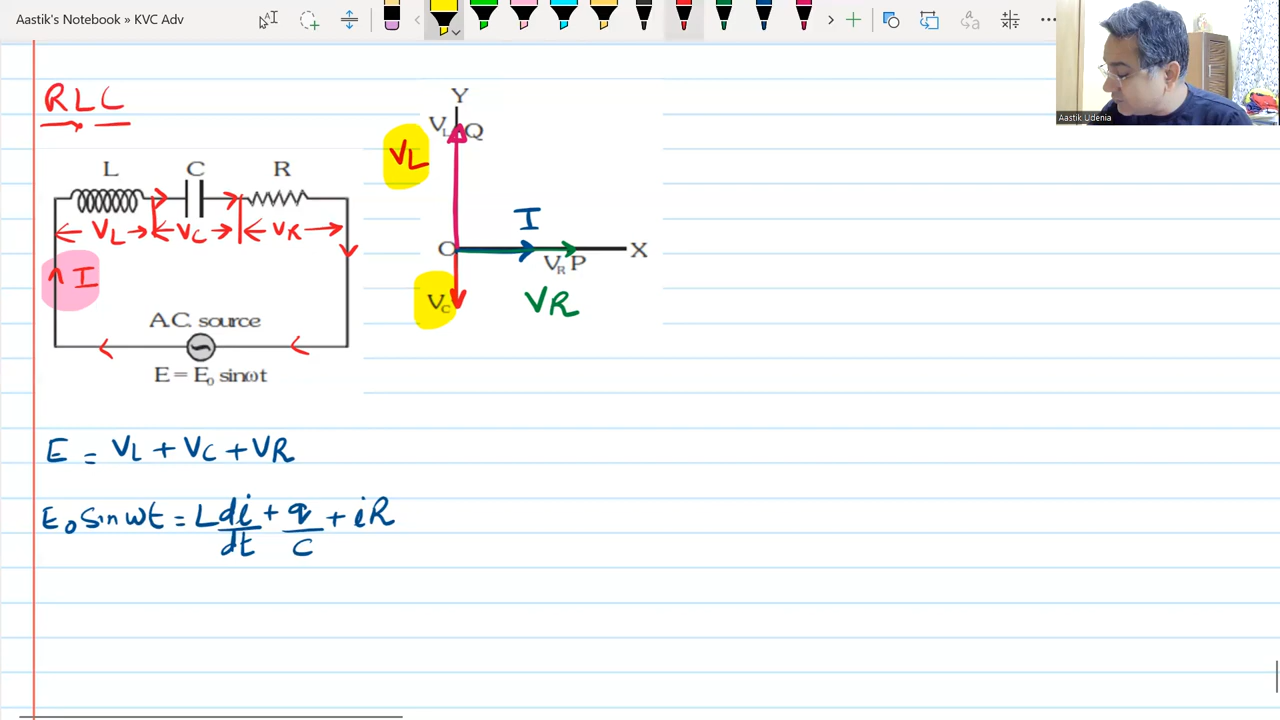 Aastik's Notebook » KVC Adv
Aastik Udenia
RLC
L C R
VL VC VR
I
A.C. source
E = E₀ sinωt
Y
VL Q
VL
I
O X
VR P
VC
VR
E = VL + VC + VR
E₀ sin ωt = L di/dt + q/C + iR